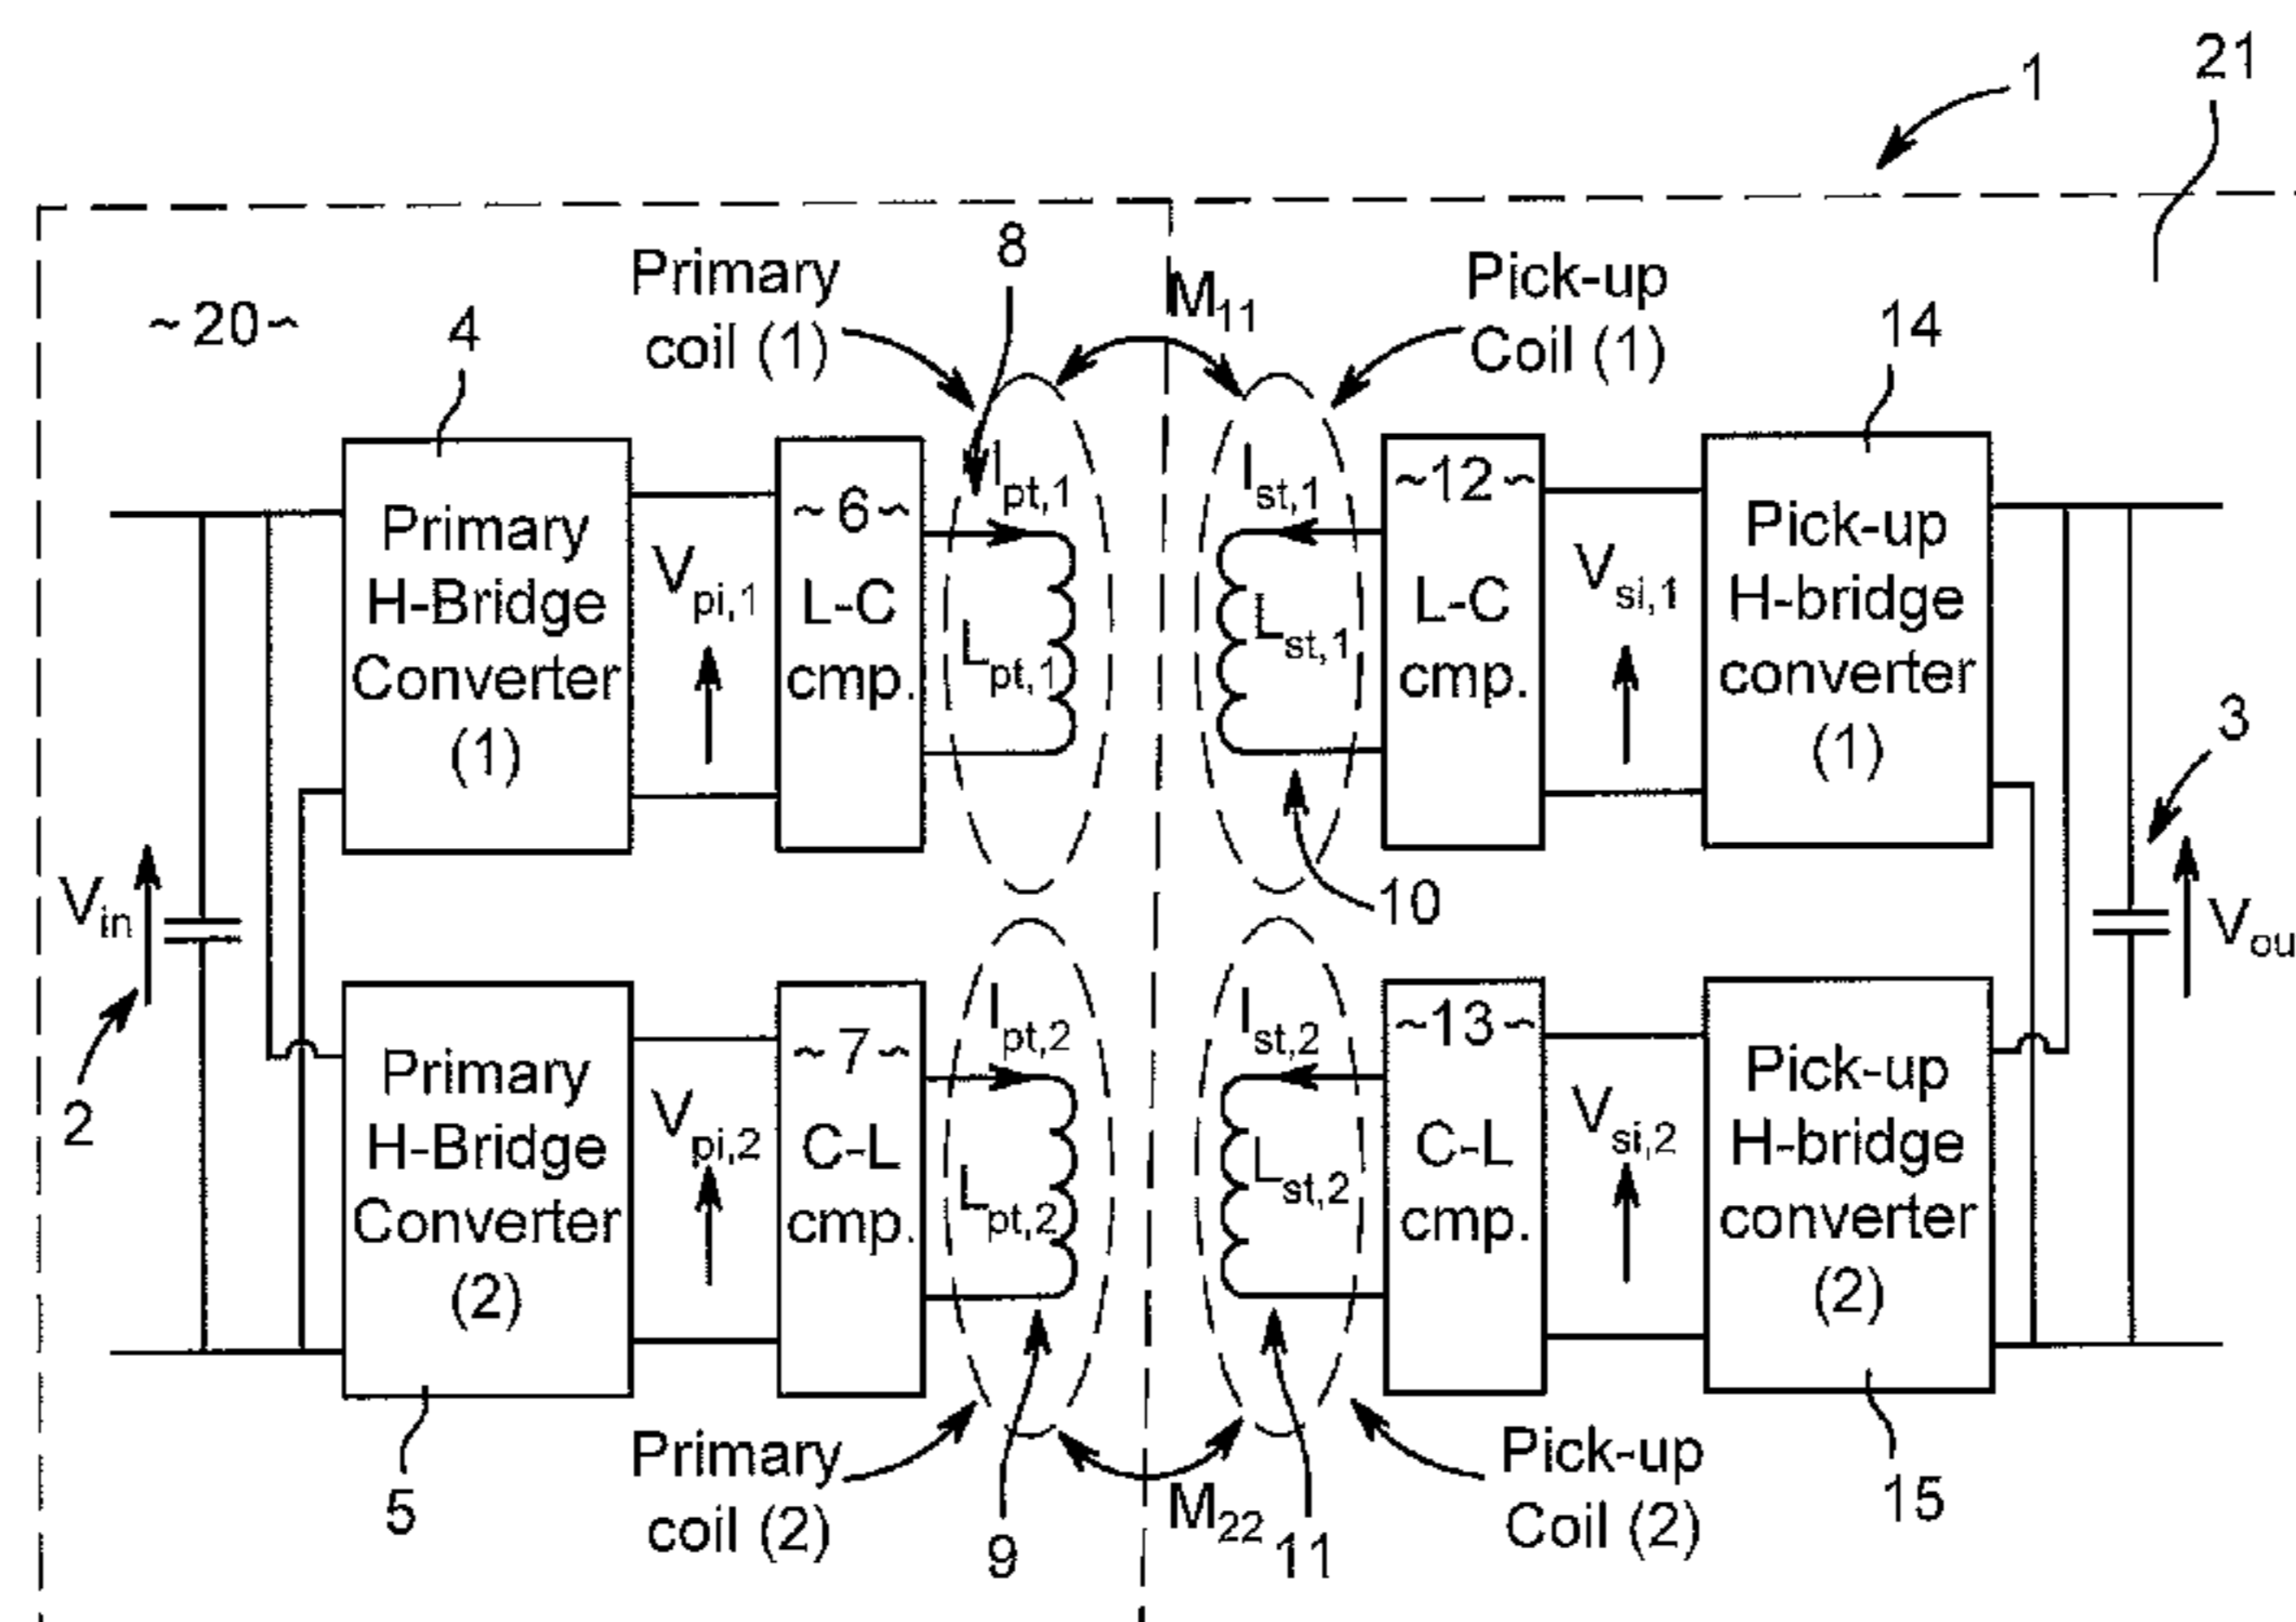 1
21
~20~
Primary
coil (1)
8
M11
Pick-up
Coil (1)
4
14
Primary
H-Bridge
Converter
(1)
Vpi,1
~6~
L-C
cmp.
Ipt,1
Lpt,1
Ist,1
Lst,1
~12~
L-C
cmp.
Vsi,1
Pick-up
H-bridge
converter
(1)
10
3
Vin
2
Vou
Primary
H-Bridge
Converter
(2)
Vpi,2
~7~
C-L
cmp.
Ipt,2
Lpt,2
Ist,2
Lst,2
~13~
C-L
cmp.
Vsi,2
Pick-up
H-bridge
converter
(2)
5
Primary
coil (2)
9
M22
11
Pick-up
Coil (2)
15